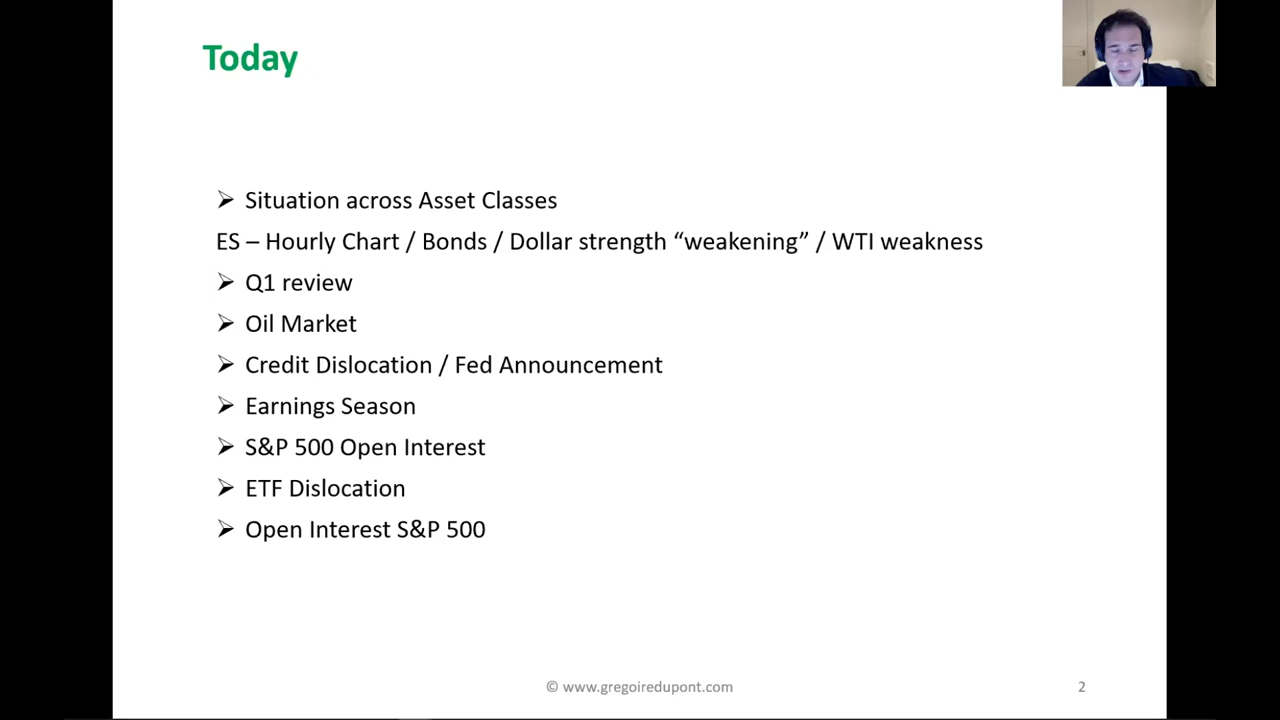 Today
➢ Situation across Asset Classes
ES – Hourly Chart / Bonds / Dollar strength “weakening” / WTI weakness
➢ Q1 review
➢ Oil Market
➢ Credit Dislocation / Fed Announcement
➢ Earnings Season
➢ S&P 500 Open Interest
➢ ETF Dislocation
➢ Open Interest S&P 500
© www.gregoiredupont.com
2